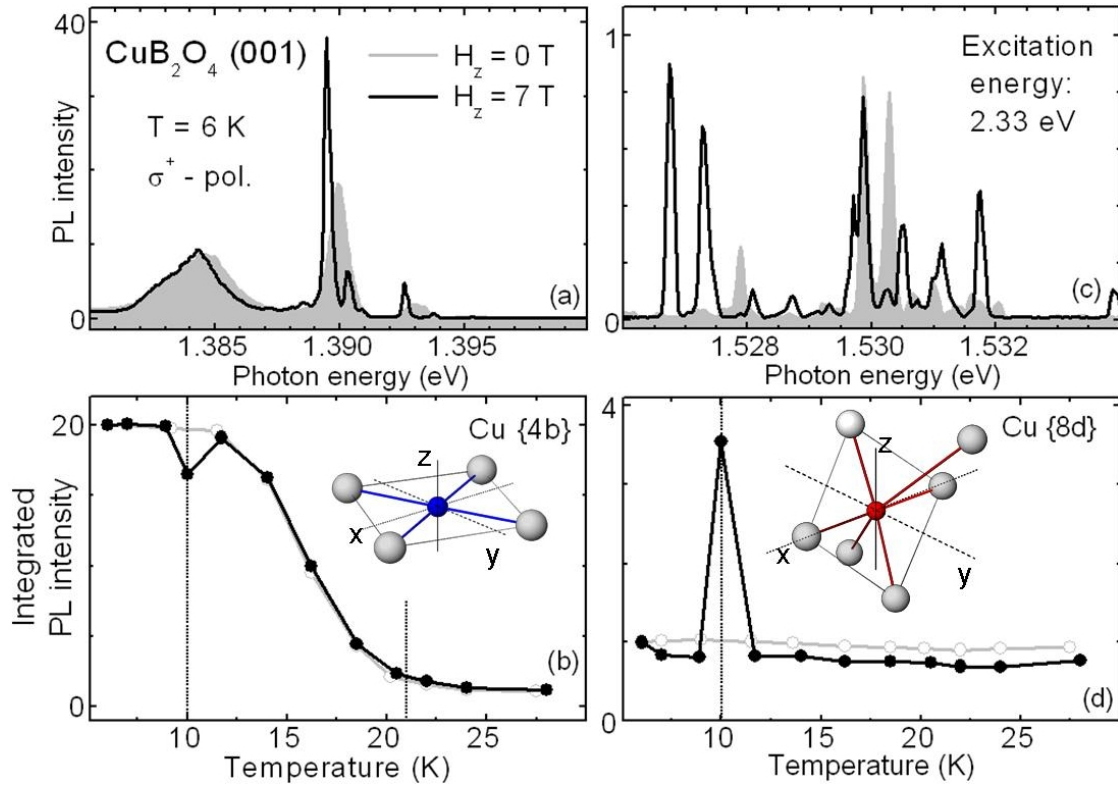 40
CuB₂O₄ (001)
H_z = 0 T
H_z = 7 T
T = 6 K
σ⁺ - pol.
PL intensity
0
(a)
1.385
1.390
1.395
Photon energy (eV)
1
Excitation
energy:
2.33 eV
0
(c)
1.528
1.530
1.532
Photon energy (eV)
20
Cu {4b}
z
x
y
Integrated
PL intensity
(b)
0
10
15
20
25
Temperature (K)
4
Cu {8d}
z
x
y
(d)
0
10
15
20
25
Temperature (K)